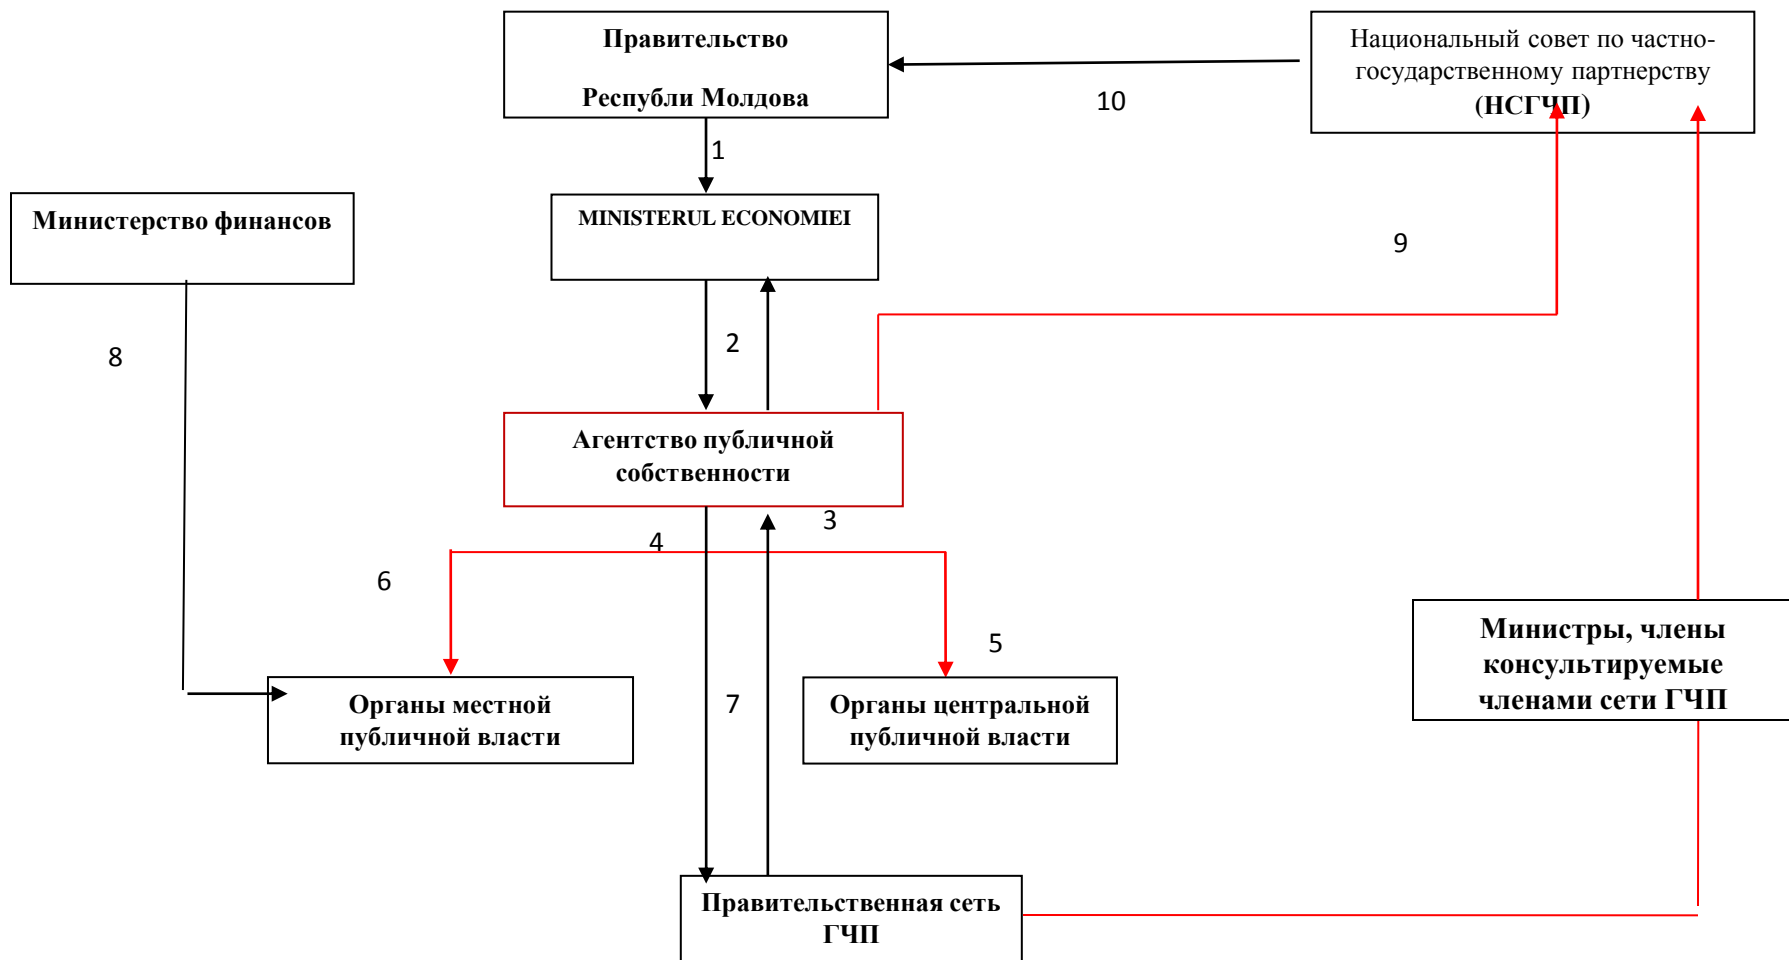 Правительство
Республи Молдова
Национальный совет по частно-
государственному партнерству
(НСГЧП)
10
1
Министерство финансов
MINISTERUL ECONOMIEI
9
8
2
Агентство публичной
собственности
3
4
6
5
Министры, члены
консультируемые
членами сети ГЧП
7
Органы местной
публичной власти
Органы центральной
публичной власти
Правительственная сеть
ГЧП